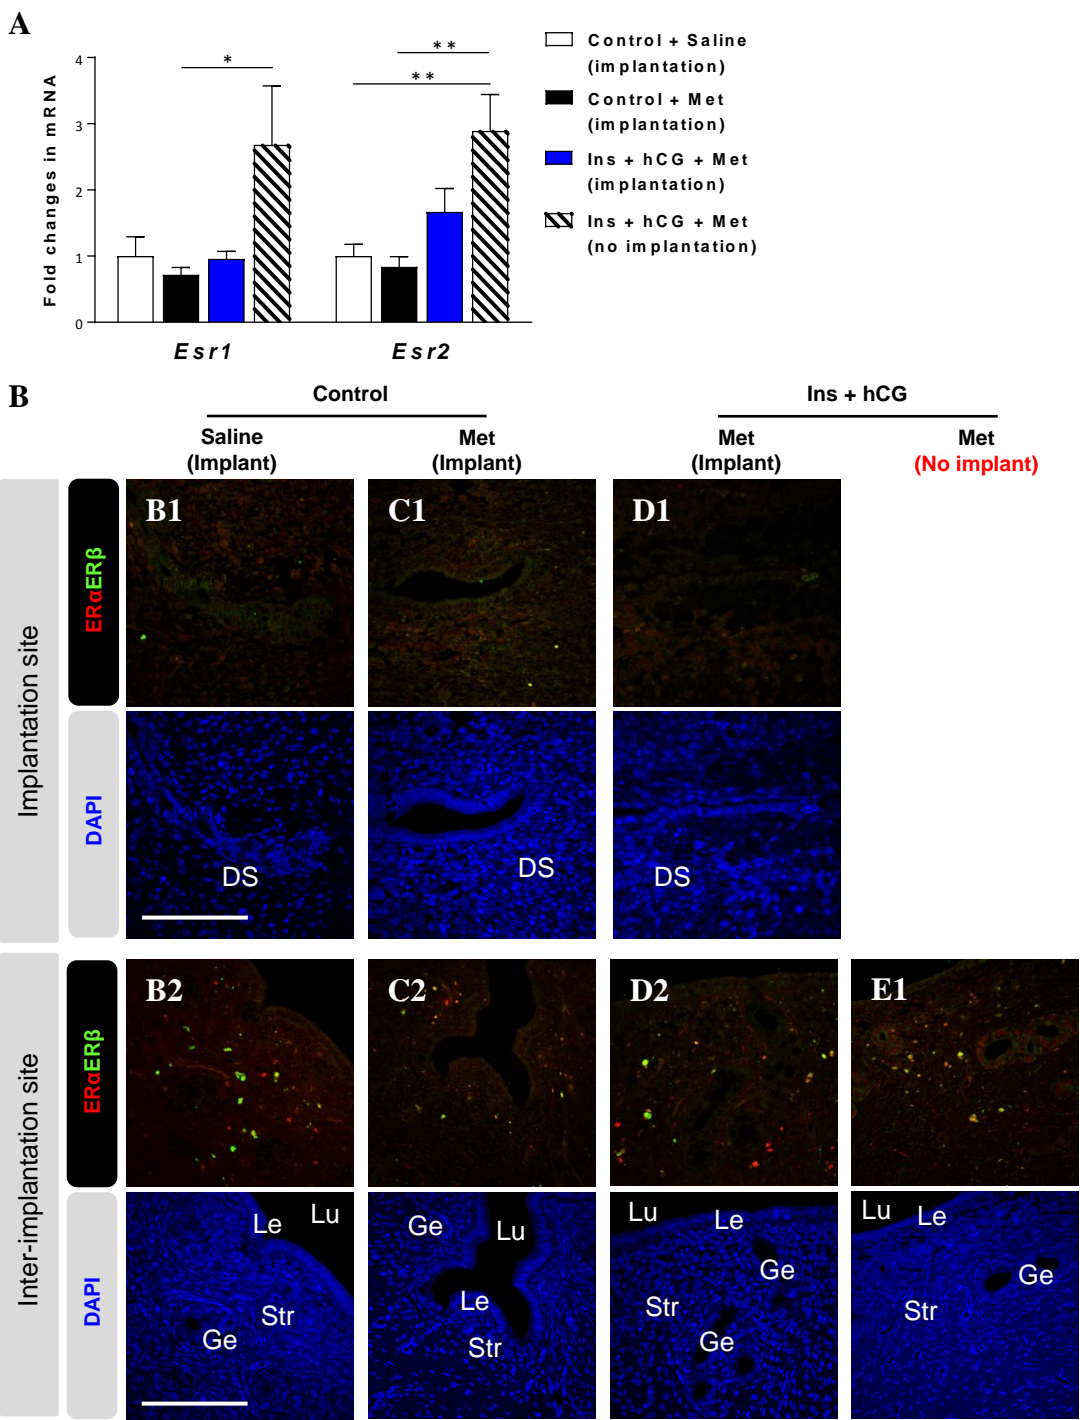 A
4
3
2
1
0
Fold changes in mRNA
*
**
**
Esr1
Esr2
Control + Saline
(implantation)
Control + Met
(implantation)
Ins + hCG + Met
(implantation)
Ins + hCG + Met
(no implantation)
B
Control
Ins + hCG
Saline
(Implant)
Met
(Implant)
Met
(Implant)
Met
(No implant)
Implantation site
ERαERβ
B1
C1
D1
DAPI
DS
DS
DS
Inter-implantation site
ERαERβ
B2
C2
D2
E1
DAPI
Le
Lu
Str
Ge
Ge
Lu
Le
Str
Lu
Le
Ge
Str
Ge
Lu
Le
Ge
Str